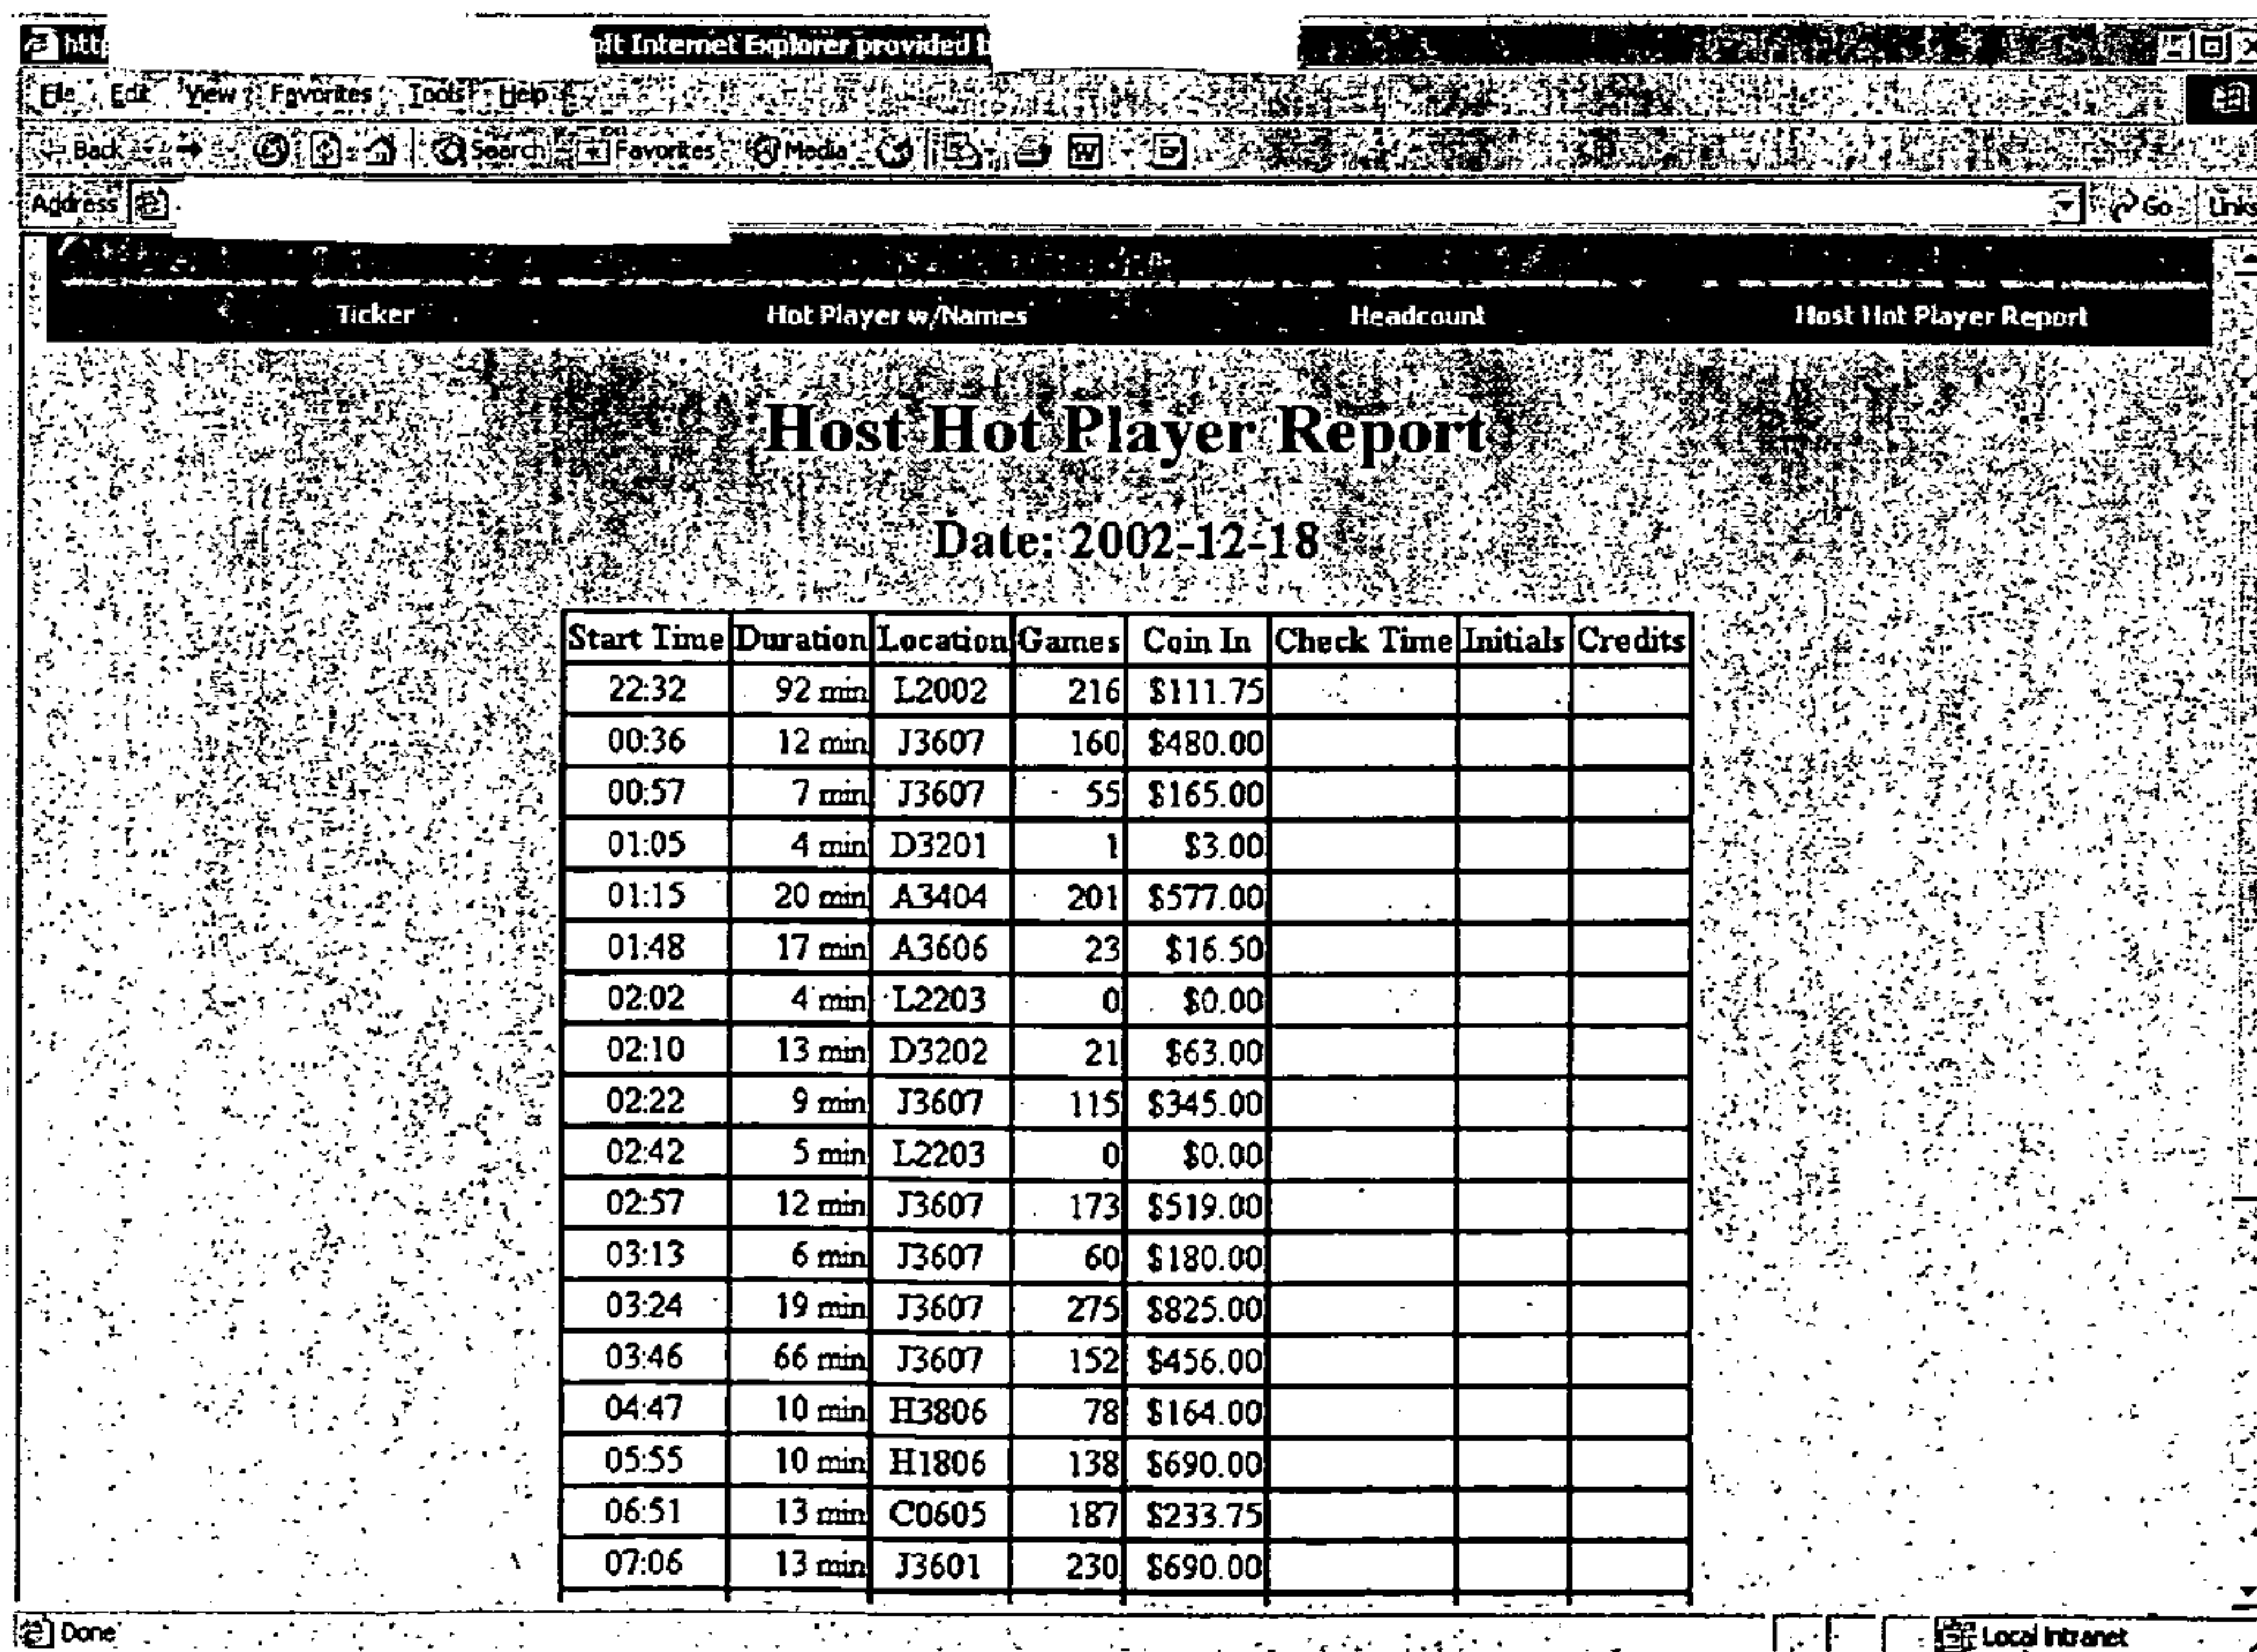 http
oft Internet Explorer provided b
File Edit View Favorites Tools Help
Back Search Favorites Media
Address Go Links
Ticker Hot Player w/Names Headcount Host Hot Player Report
Host Hot Player Report
Date: 2002-12-18
Start Time Duration Location Games Coin In Check Time Initials Credits
22:32 92 min L2002 216 $111.75
00:36 12 min J3607 160 $480.00
00:57 7 min J3607 55 $165.00
01:05 4 min D3201 1 $3.00
01:15 20 min A3404 201 $577.00
01:48 17 min A3606 23 $16.50
02:02 4 min L2203 0 $0.00
02:10 13 min D3202 21 $63.00
02:22 9 min J3607 115 $345.00
02:42 5 min L2203 0 $0.00
02:57 12 min J3607 173 $519.00
03:13 6 min J3607 60 $180.00
03:24 19 min J3607 275 $825.00
03:46 66 min J3607 152 $456.00
04:47 10 min H3806 78 $164.00
05:55 10 min H1806 138 $690.00
06:51 13 min C0605 187 $233.75
07:06 13 min J3601 230 $690.00
Done Local intranet